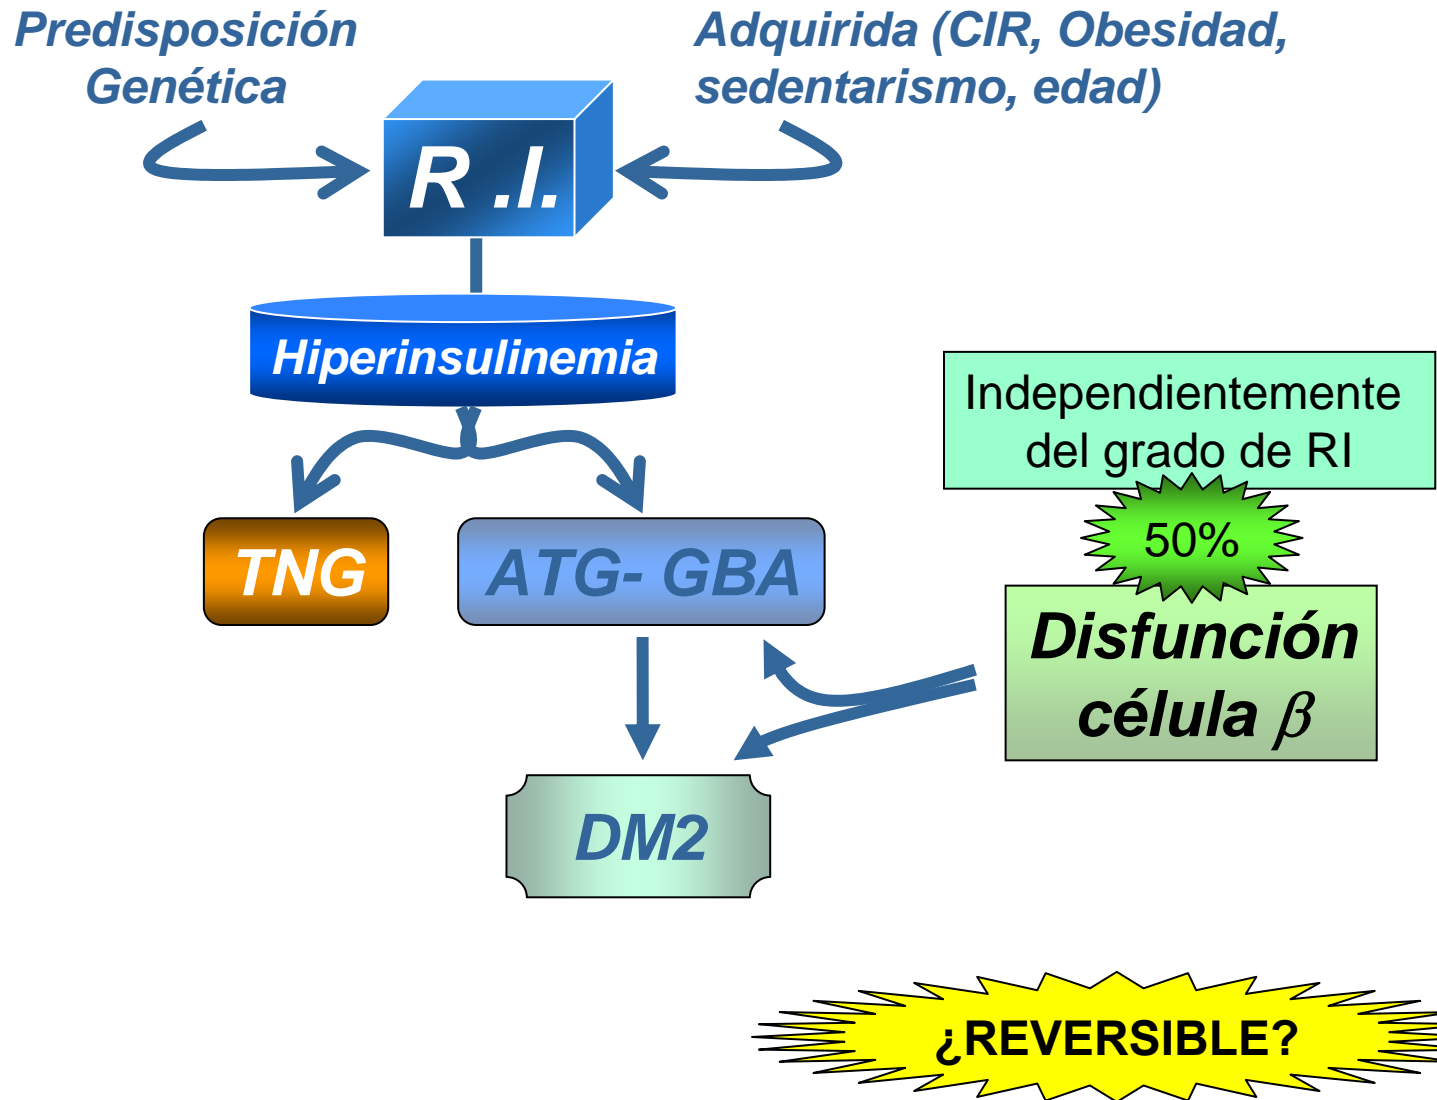 Predisposición
Genética
Adquirida (CIR, Obesidad,
sedentarismo, edad)
R .I.
Hiperinsulinemia
Independientemente
del grado de RI
50%
TNG
ATG- GBA
Disfunción
célula β
DM2
¿REVERSIBLE?